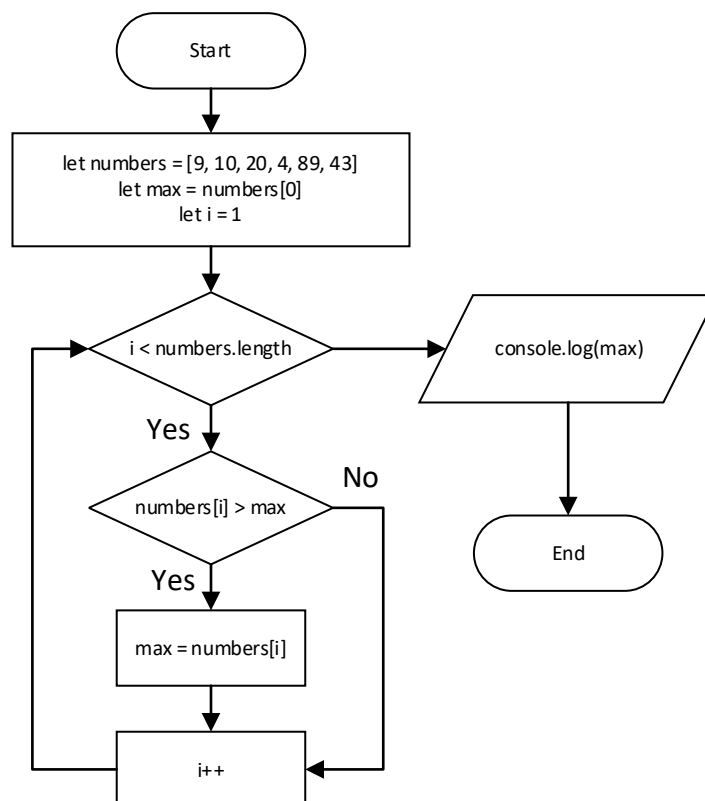 Start
let numbers = [9, 10, 20, 4, 89, 43]
let max = numbers[0]
let i = 1
i < numbers.length
console.log(max)
Yes
No
numbers[i] > max
End
Yes
max = numbers[i]
i++